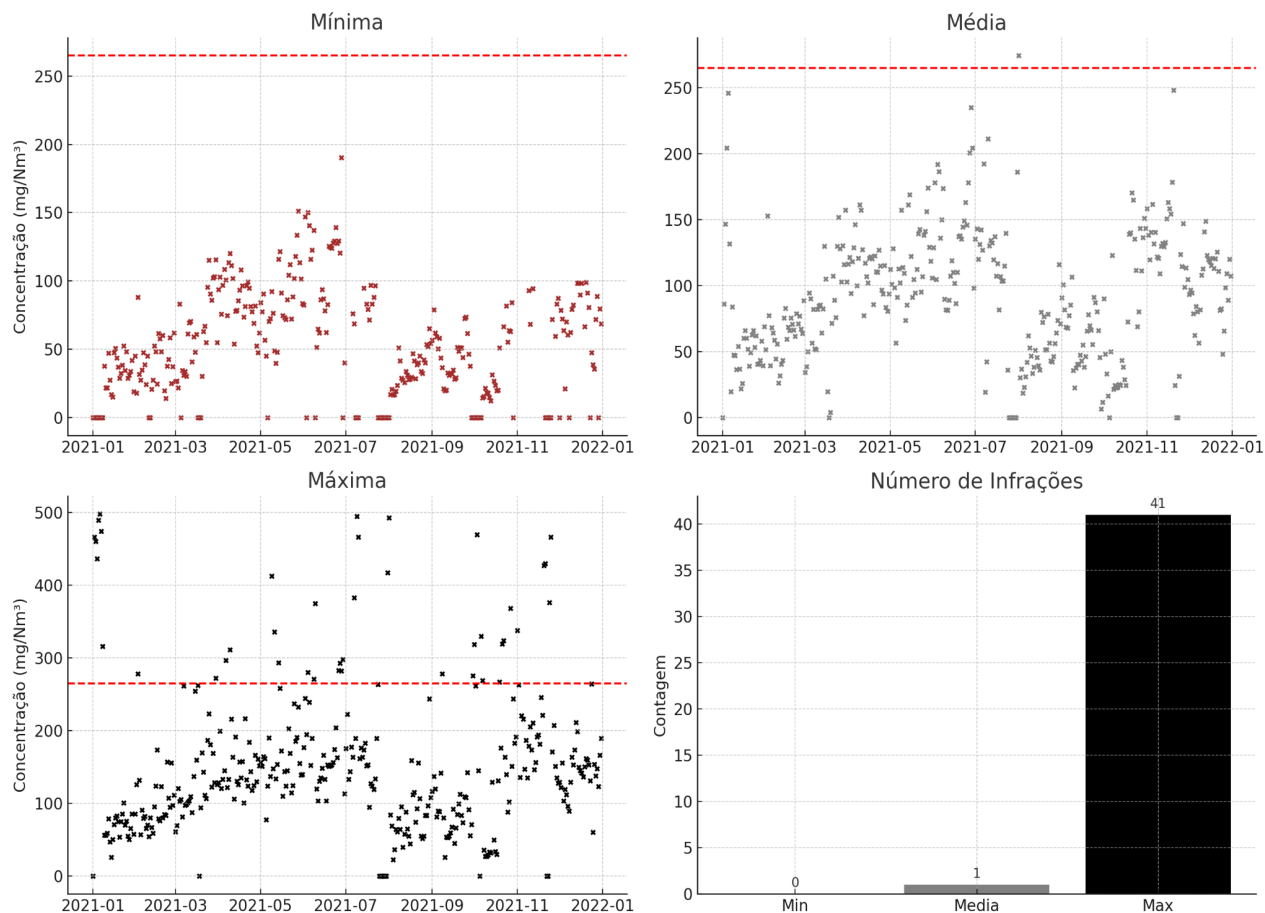 Mínima
Concentração (mg/Nm³)
250
200
150
100
50
0
2021-01 2021-03 2021-05 2021-07 2021-09 2021-11 2022-01
Média
250
200
150
100
50
0
2021-01 2021-03 2021-05 2021-07 2021-09 2021-11 2022-01
Máxima
Concentração (mg/Nm³)
500
400
300
200
100
0
2021-01 2021-03 2021-05 2021-07 2021-09 2021-11 2022-01
Número de Infrações
Contagem
40
35
30
25
20
15
10
5
0
0
1
41
Min Media Max